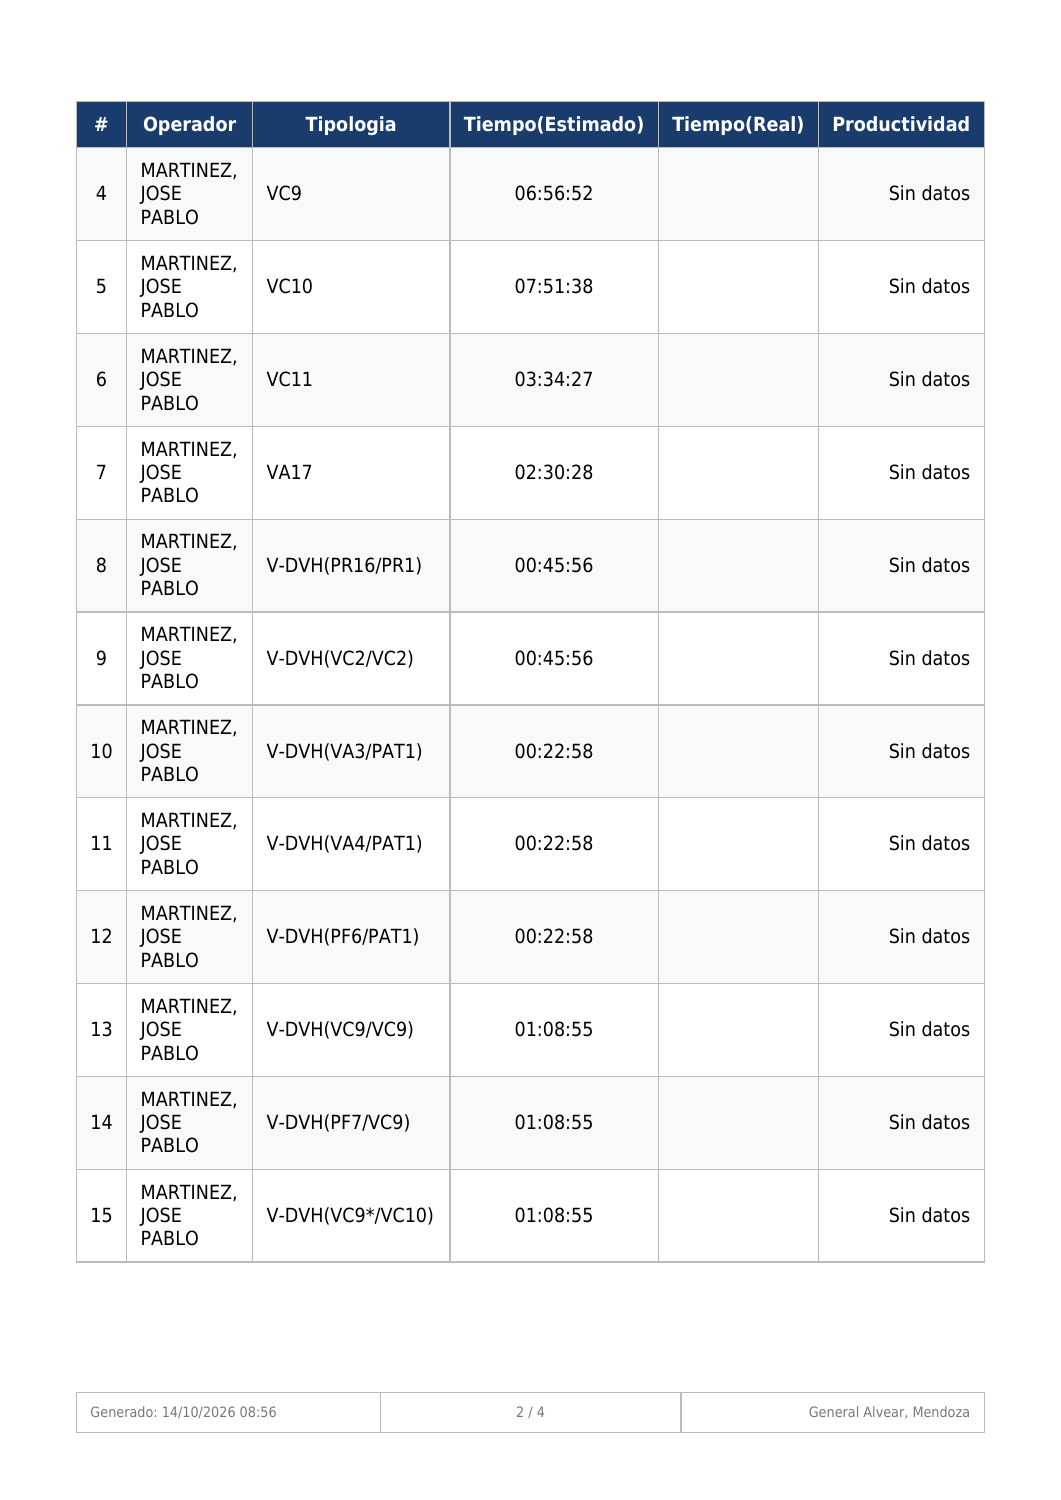 # Operador Tipologia Tiempo(Estimado) Tiempo(Real) Productividad
MARTINEZ,
4 JOSE VC9 06:56:52 Sin datos
PABLO
MARTINEZ,
5 JOSE VC10 07:51:38 Sin datos
PABLO
MARTINEZ,
6 JOSE VC11 03:34:27 Sin datos
PABLO
MARTINEZ,
7 JOSE VA17 02:30:28 Sin datos
PABLO
MARTINEZ,
8 JOSE V-DVH(PR16/PR1) 00:45:56 Sin datos
PABLO
MARTINEZ,
9 JOSE V-DVH(VC2/VC2) 00:45:56 Sin datos
PABLO
MARTINEZ,
10 JOSE V-DVH(VA3/PAT1) 00:22:58 Sin datos
PABLO
MARTINEZ,
11 JOSE V-DVH(VA4/PAT1) 00:22:58 Sin datos
PABLO
MARTINEZ,
12 JOSE V-DVH(PF6/PAT1) 00:22:58 Sin datos
PABLO
MARTINEZ,
13 JOSE V-DVH(VC9/VC9) 01:08:55 Sin datos
PABLO
MARTINEZ,
14 JOSE V-DVH(PF7/VC9) 01:08:55 Sin datos
PABLO
MARTINEZ,
15 JOSE V-DVH(VC9*/VC10) 01:08:55 Sin datos
PABLO
Generado: 14/10/2026 08:56 2 / 4 General Alvear, Mendoza